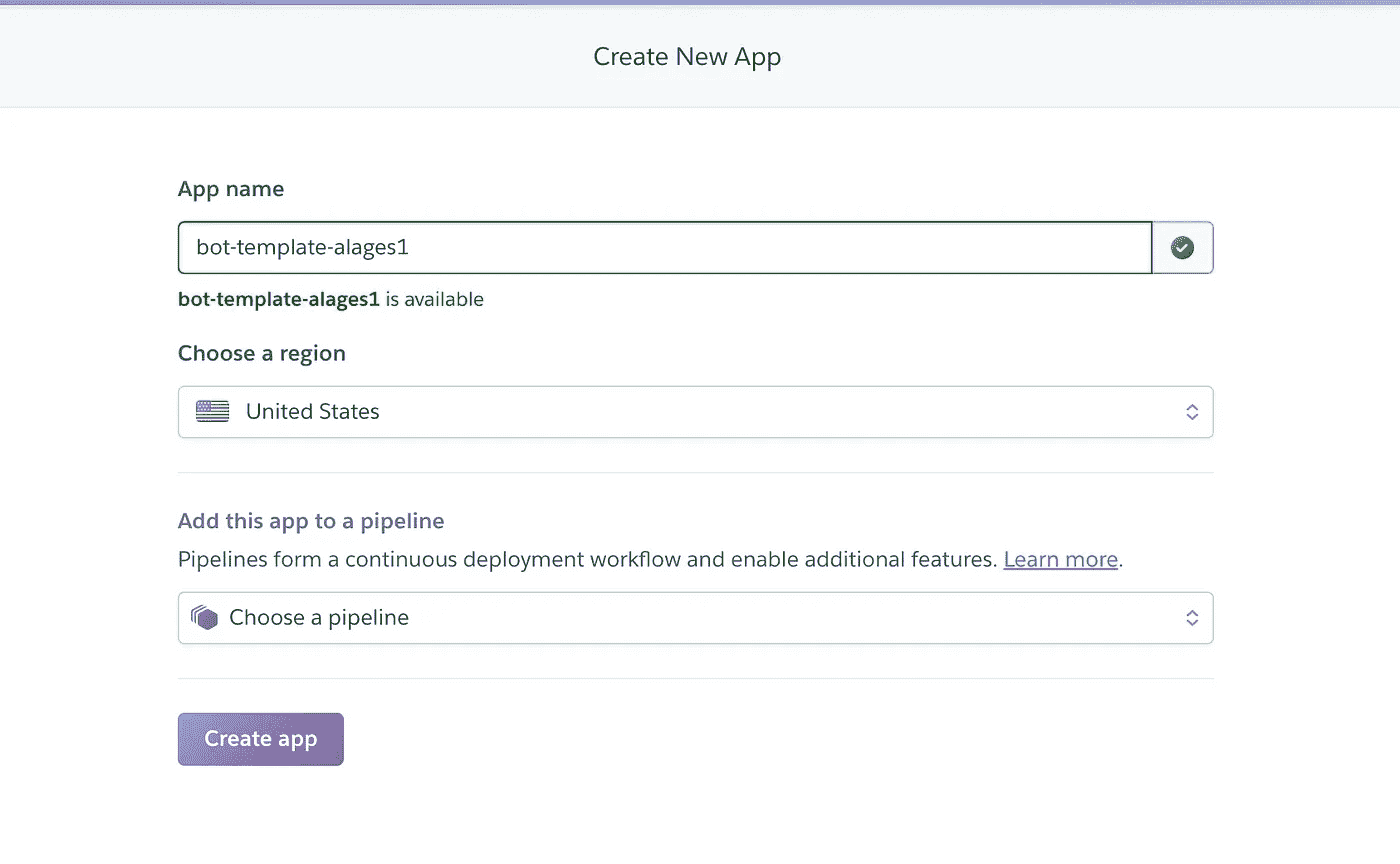 Create New App
App name
bot-template-alages1
bot-template-alages1 is available
Choose a region
United States
Add this app to a pipeline
Pipelines form a continuous deployment workflow and enable additional features. Learn more.
Choose a pipeline
Create app